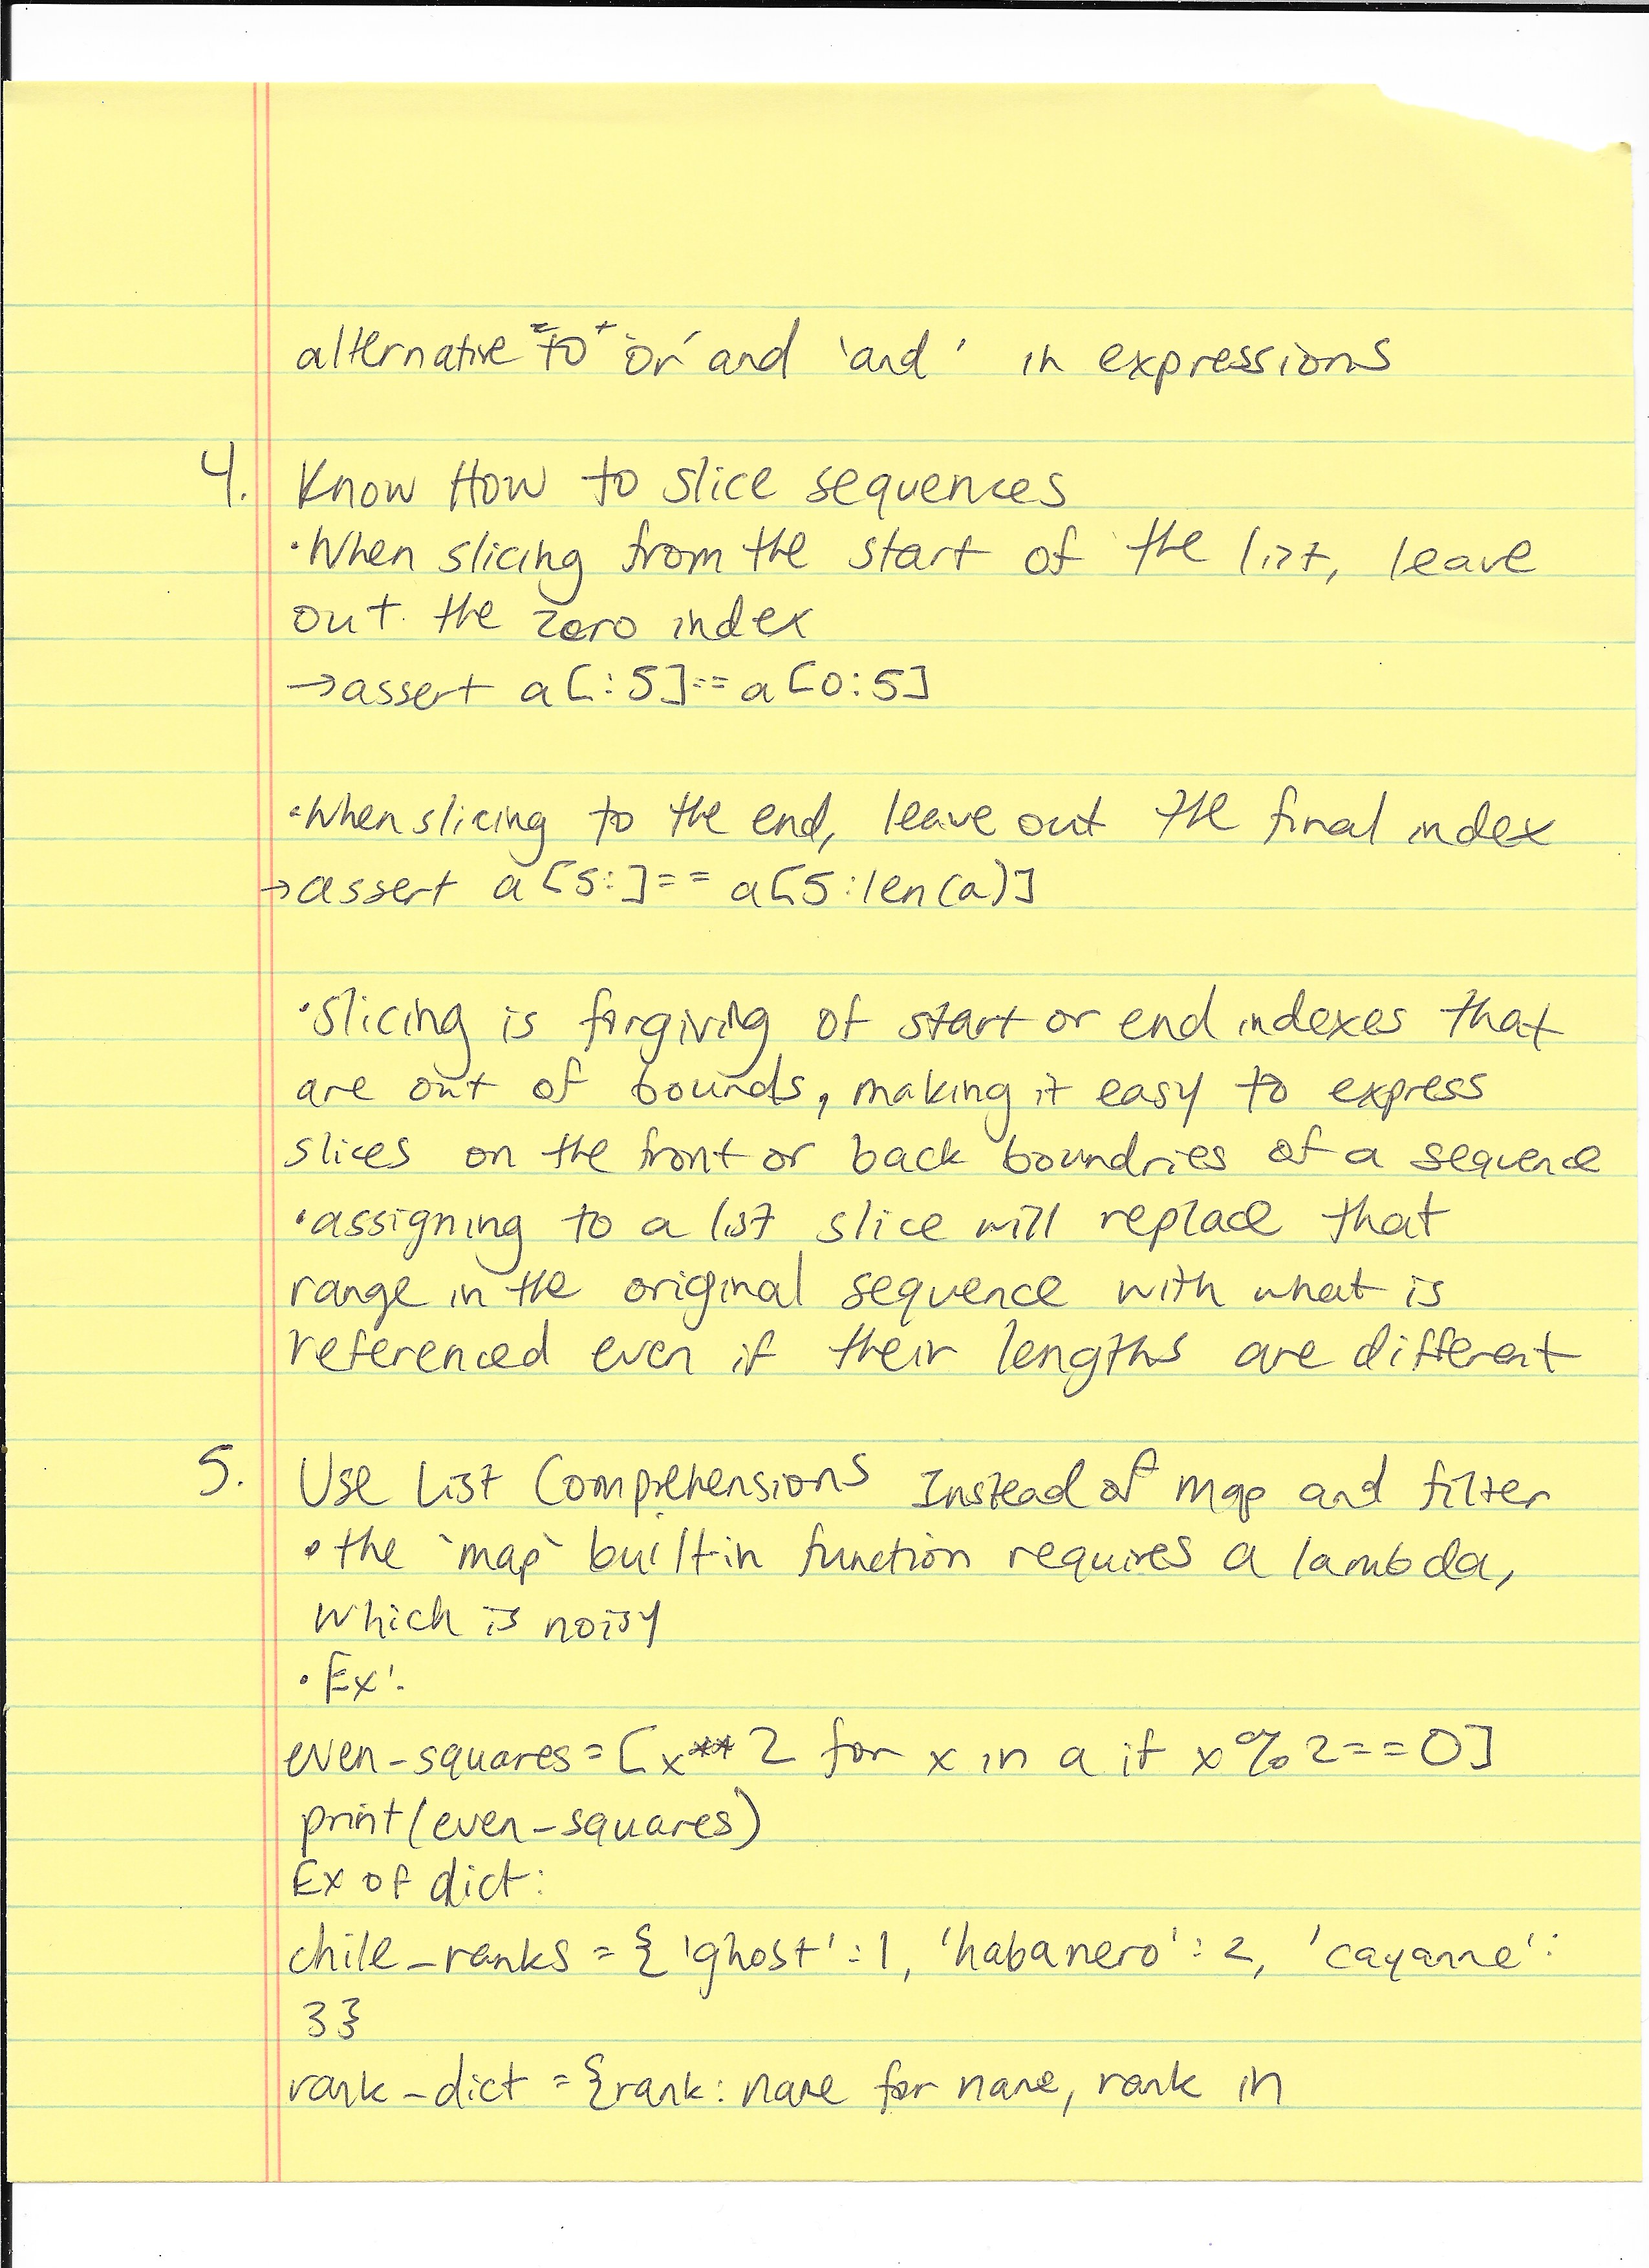 alternative to 'or' and 'and' in expressions
4. Know How to slice sequences
·When slicing from the start of the list, leave
out the zero index
→assert a[:5]==a[0:5]
·When slicing to the end, leave out the final index
→assert a[5:]== a[5:len(a)]
·Slicing is forgiving of start or end indexes that
are out of bounds, making it easy to express
slices on the front or back boundries of a sequence
·assigning to a list slice will replace that
range in the original sequence with what is
referenced even if their lengths are different
5. Use List Comprehensions Instead of map and filter
·the `map` built-in function requires a lambda,
which is noisy
·Ex:
even-squares=[x**2 for x in a if x%2==0]
print(even-squares)
Ex of dict:
chile_ranks = {'ghost':1, 'habanero':2, 'cayanne':
3}
rank_dict = {rank: name for name, rank in